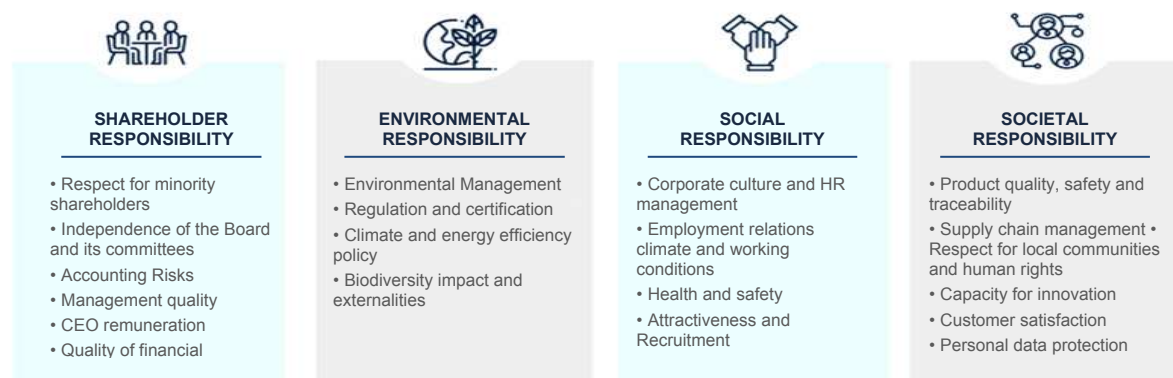 SHAREHOLDER
RESPONSIBILITY
• Respect for minority
shareholders
• Independence of the Board
and its committees
• Accounting Risks
• Management quality
• CEO remuneration
• Quality of financial
ENVIRONMENTAL
RESPONSIBILITY
• Environmental Management
• Regulation and certification
• Climate and energy efficiency
policy
• Biodiversity impact and
externalities
SOCIAL
RESPONSIBILITY
• Corporate culture and HR
management
• Employment relations
climate and working
conditions
• Health and safety
• Attractiveness and
Recruitment
SOCIETAL
RESPONSIBILITY
• Product quality, safety and
traceability
• Supply chain management •
Respect for local communities
and human rights
• Capacity for innovation
• Customer satisfaction
• Personal data protection